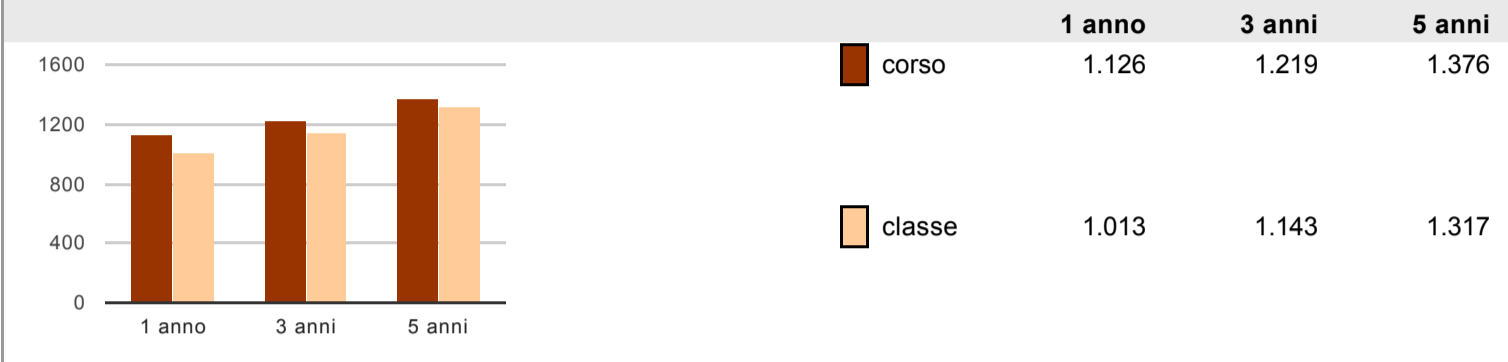 1 anno 3 anni 5 anni
1600
1200
800
400
0
1 anno 3 anni 5 anni
corso 1.126 1.219 1.376
classe 1.013 1.143 1.317